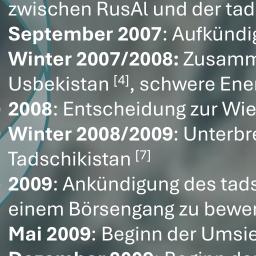 zwischen RusAl und der tad
September 2007: Aufkündig
Winter 2007/2008: Zusamm
Usbekistan [4], schwere Ener
2008: Entscheidung zur Wie
Winter 2008/2009: Unterbre
Tadschikistan [7]
2009: Ankündigung des tads
einem Börsengang zu bewer
Mai 2009: Beginn der Umsie